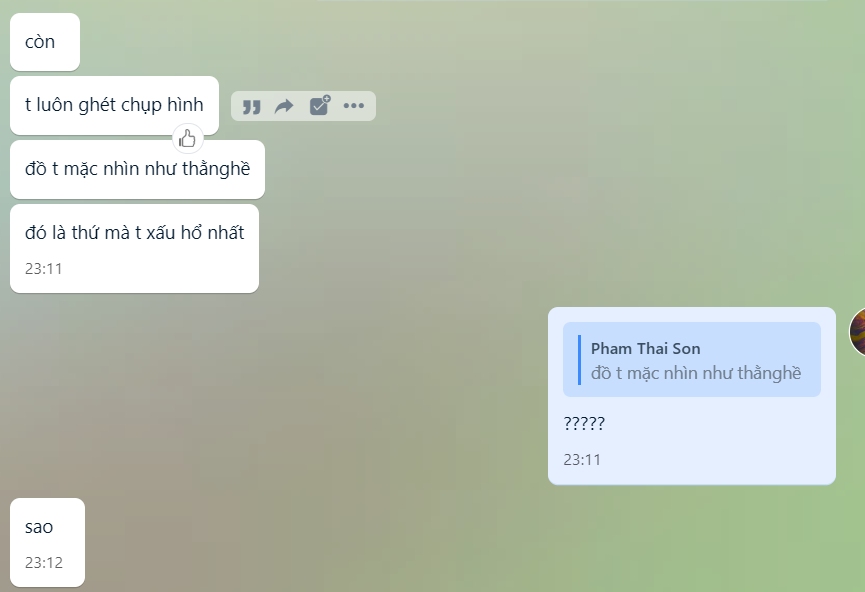 còn
t luôn ghét chụp hình
đồ t mặc nhìn như thằnghề
đó là thứ mà t xấu hổ nhất
23:11
Pham Thai Son
đồ t mặc nhìn như thằnghề
?????
23:11
sao
23:12